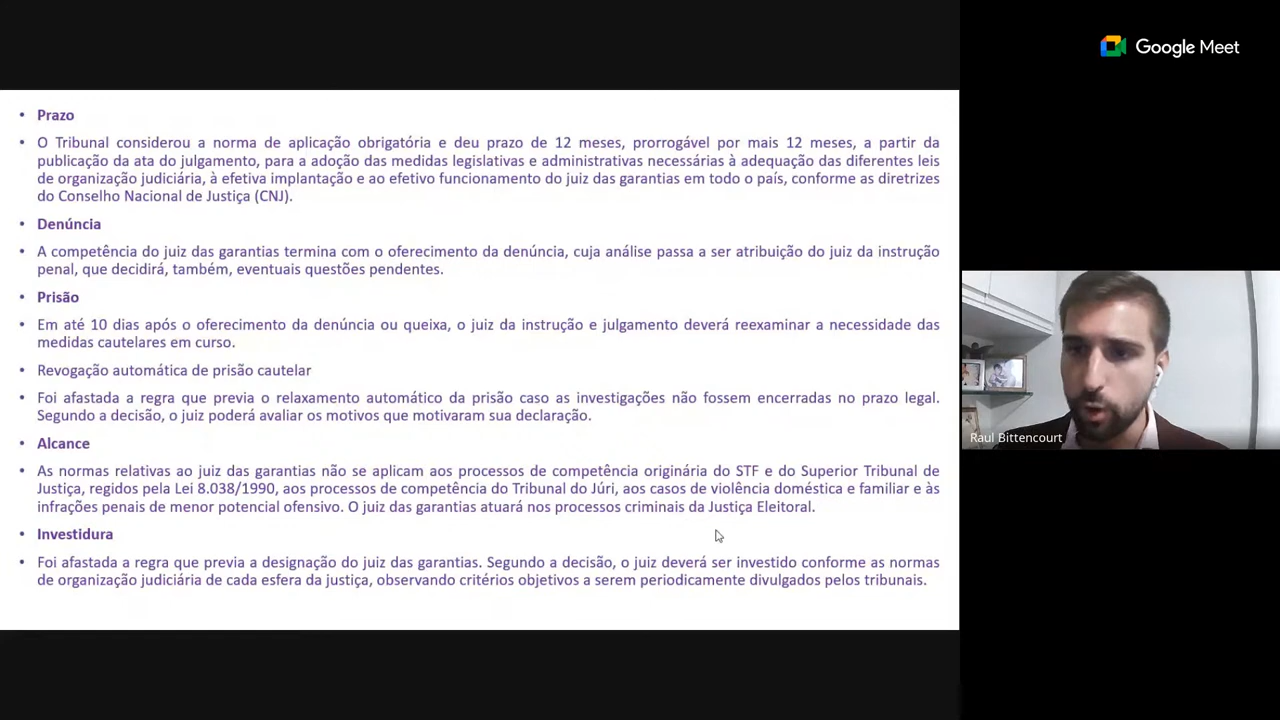 • Prazo
• O Tribunal considerou a norma de aplicação obrigatória e deu prazo de 12 meses, prorrogável por mais 12 meses, a partir da
publicação da ata do julgamento, para a adoção das medidas legislativas e administrativas necessárias à adequação das diferentes leis
de organização judiciária, à efetiva implantação e ao efetivo funcionamento do juiz das garantias em todo o país, conforme as diretrizes
do Conselho Nacional de Justiça (CNJ).
• Denúncia
• A competência do juiz das garantias termina com o oferecimento da denúncia, cuja análise passa a ser atribuição do juiz da instrução
penal, que decidirá, também, eventuais questões pendentes.
• Prisão
• Em até 10 dias após o oferecimento da denúncia ou queixa, o juiz da instrução e julgamento deverá reexaminar a necessidade das
medidas cautelares em curso.
• Revogação automática de prisão cautelar
• Foi afastada a regra que previa o relaxamento automático da prisão caso as investigações não fossem encerradas no prazo legal.
Segundo a decisão, o juiz poderá avaliar os motivos que motivaram sua declaração.
• Alcance
• As normas relativas ao juiz das garantias não se aplicam aos processos de competência originária do STF e do Superior Tribunal de
Justiça, regidos pela Lei 8.038/1990, aos processos de competência do Tribunal do Júri, aos casos de violência doméstica e familiar e às
infrações penais de menor potencial ofensivo. O juiz das garantias atuará nos processos criminais da Justiça Eleitoral.
• Investidura
• Foi afastada a regra que previa a designação do juiz das garantias. Segundo a decisão, o juiz deverá ser investido conforme as normas
de organização judiciária de cada esfera da justiça, observando critérios objetivos a serem periodicamente divulgados pelos tribunais.
Google Meet
Raul Bittencourt